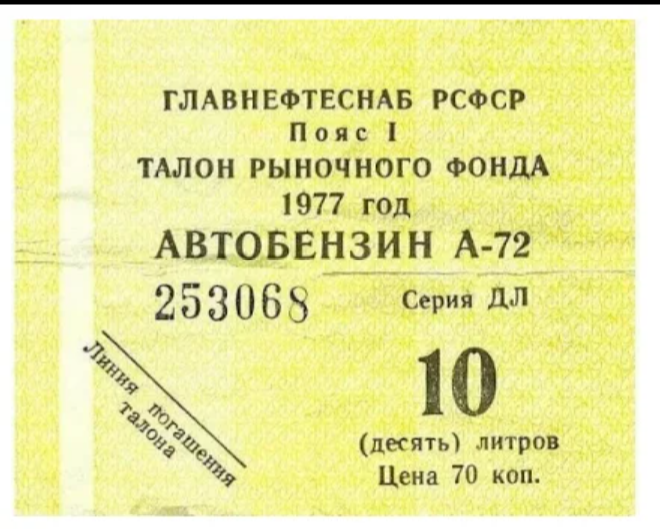 ГЛАВНЕФТЕСНАБ РСФСР
Пояс I
ТАЛОН РЫНОЧНОГО ФОНДА
1977 год
АВТОБЕНЗИН А-72
253068 Серия ДЛ
Линия погашения
талона
10
(десять) литров
Цена 70 коп.